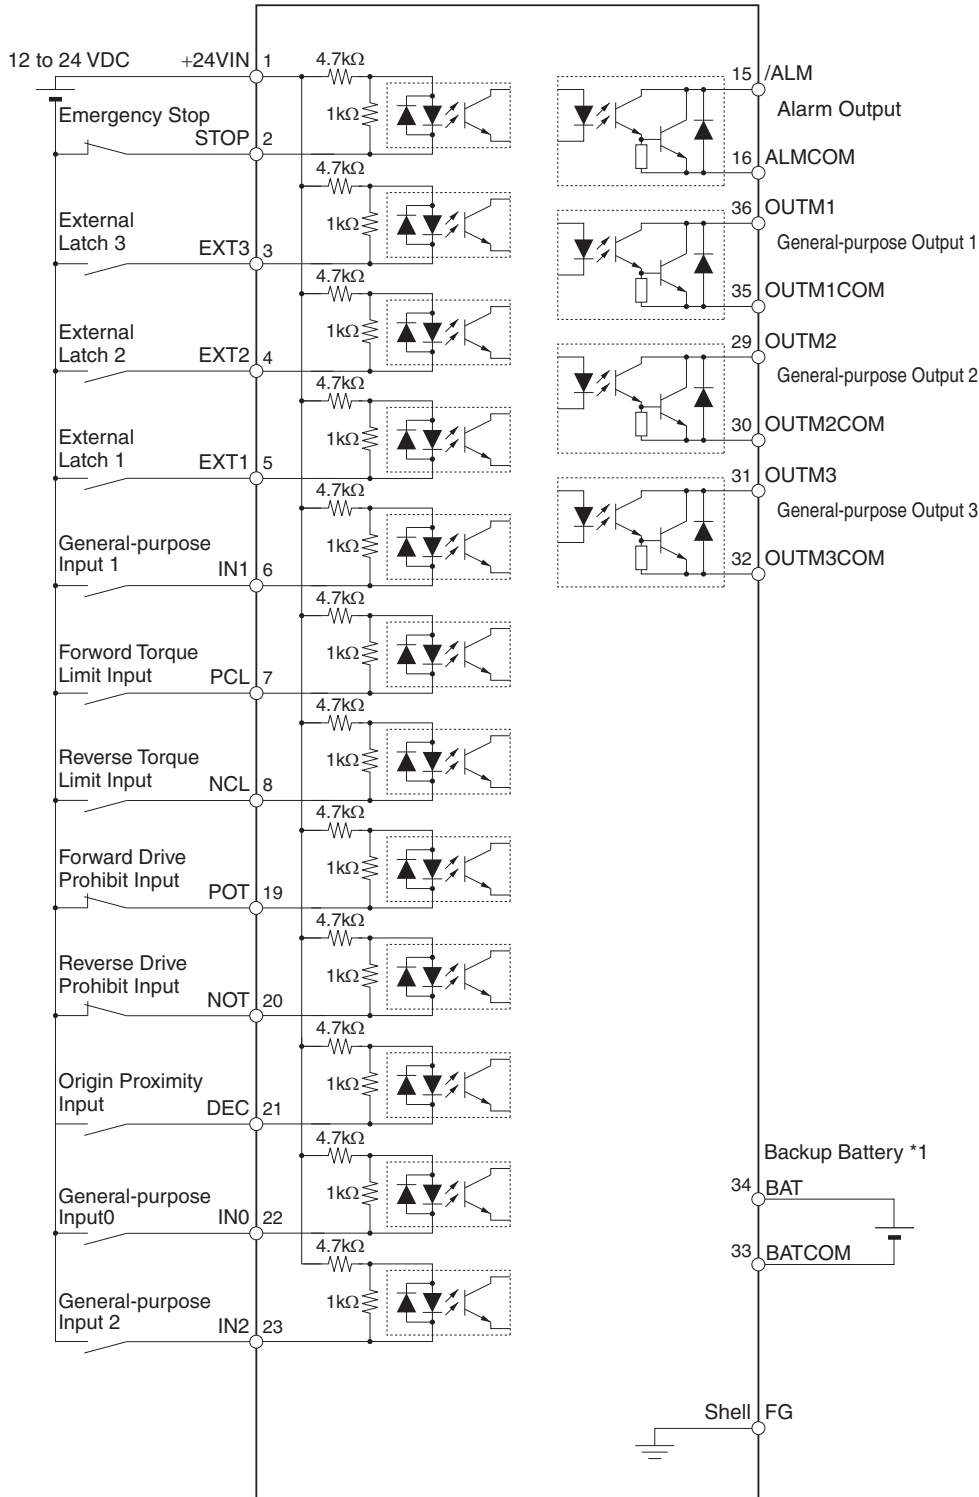 12 to 24 VDC
+24VIN 1
4.7kΩ
1kΩ
Emergency Stop
STOP 2
4.7kΩ
1kΩ
External
Latch 3
EXT3 3
4.7kΩ
1kΩ
External
Latch 2
EXT2 4
4.7kΩ
1kΩ
External
Latch 1
EXT1 5
4.7kΩ
1kΩ
General-purpose
Input 1
IN1 6
4.7kΩ
1kΩ
Forword Torque
Limit Input
PCL 7
4.7kΩ
1kΩ
Reverse Torque
Limit Input
NCL 8
4.7kΩ
1kΩ
Forward Drive
Prohibit Input
POT 19
4.7kΩ
1kΩ
Reverse Drive
Prohibit Input
NOT 20
4.7kΩ
1kΩ
Origin Proximity
Input
DEC 21
4.7kΩ
1kΩ
General-purpose
Input0
IN0 22
4.7kΩ
1kΩ
General-purpose
Input 2
IN2 23
15 /ALM
Alarm Output
16 ALMCOM
36 OUTM1
General-purpose Output 1
35 OUTM1COM
29 OUTM2
General-purpose Output 2
30 OUTM2COM
31 OUTM3
General-purpose Output 3
32 OUTM3COM
Backup Battery *1
34 BAT
33 BATCOM
Shell FG